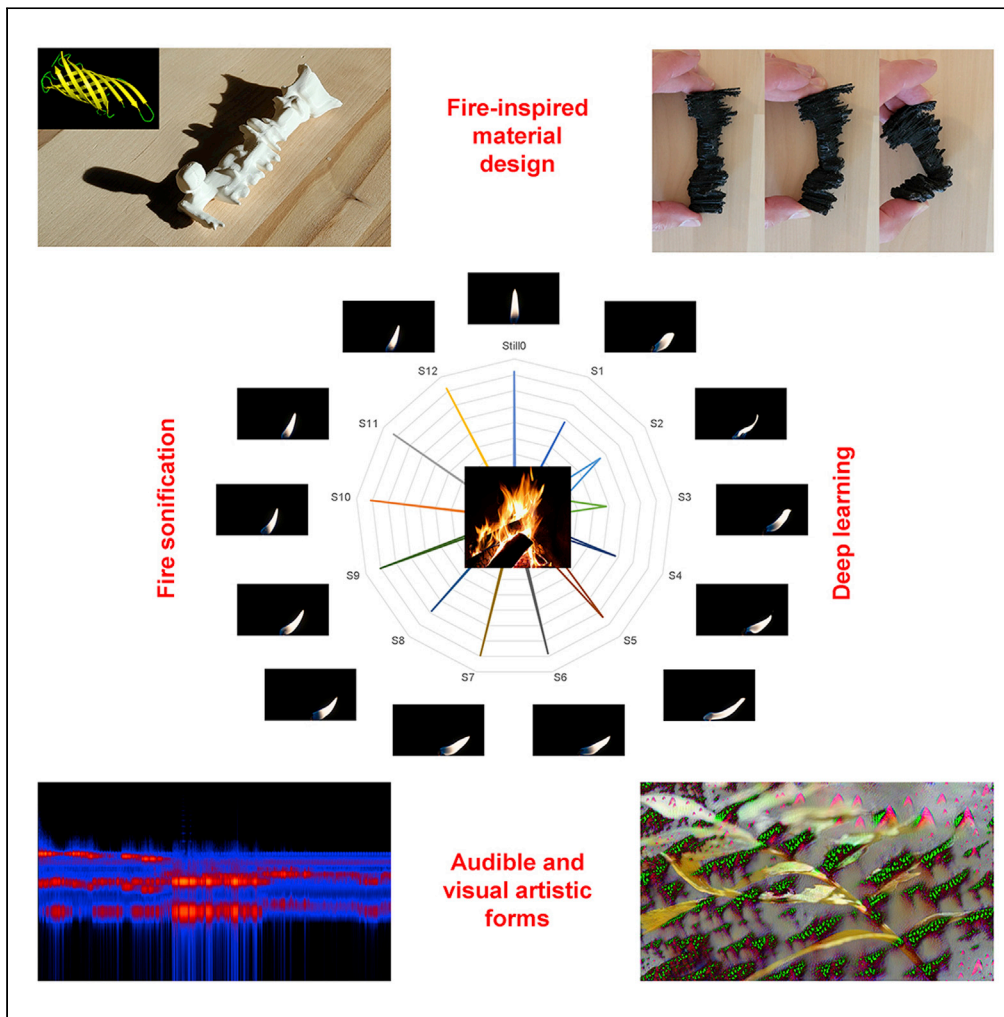 Fire-inspired
material
design
Still0
S1
S2
S3
S4
S5
S6
S7
S8
S9
S10
S11
S12
Fire sonification
Deep learning
Audible and
visual artistic
forms